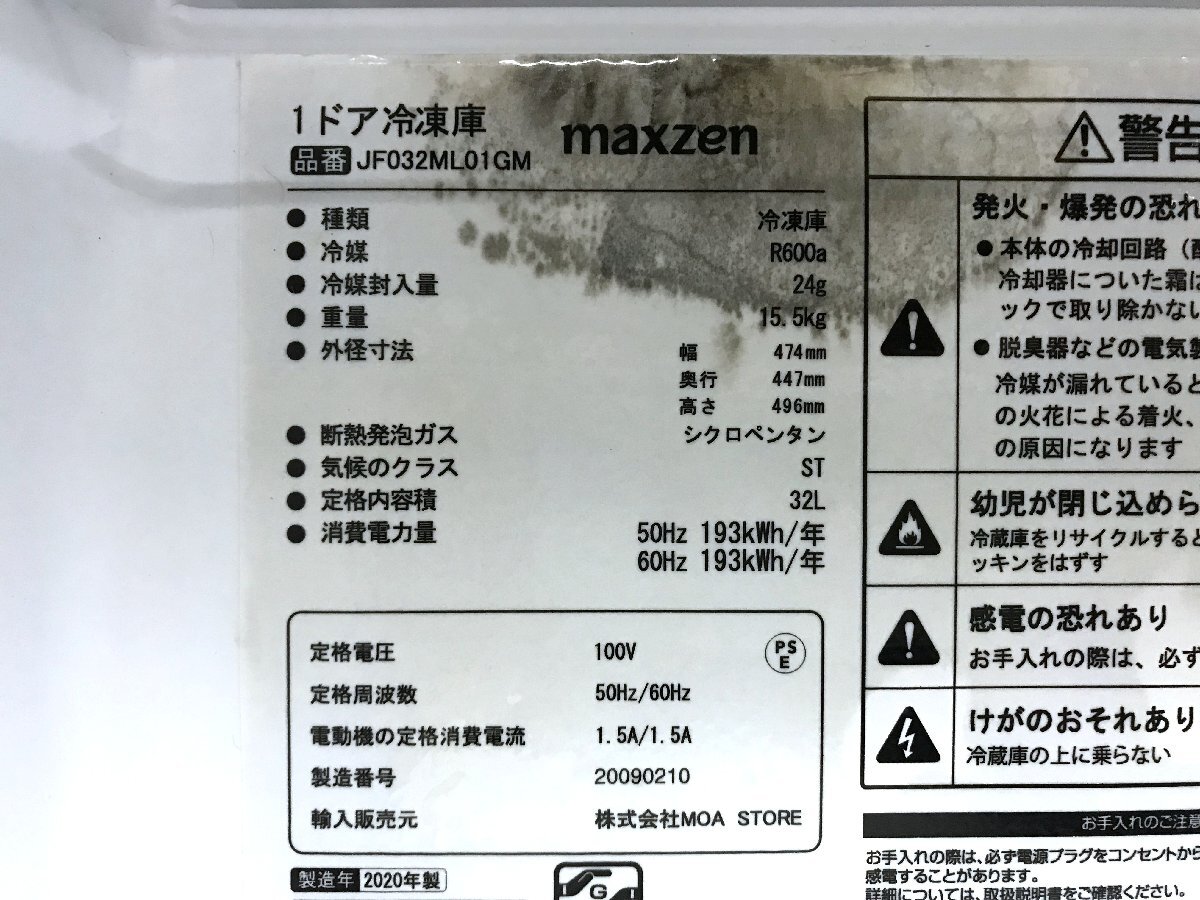 1ドア冷凍庫
maxzen
品番 JF032ML01GM
● 種類 冷凍庫
● 冷媒 R600a
● 冷媒封入量 24g
● 重量 15.5kg
● 外径寸法 幅 474mm
奥行 447mm
高さ 496mm
● 断熱発泡ガス シクロペンタン
● 気候のクラス ST
● 定格内容積 32L
● 消費電力量 50Hz 193kWh/年
60Hz 193kWh/年
定格電圧 100V
PS
E
定格周波数 50Hz/60Hz
電動機の定格消費電流 1.5A/1.5A
製造番号 20090210
輸入販売元 株式会社MOA STORE
製造年 2020年製
G
警告
発火・爆発の恐れ
● 本体の冷却回路（
冷却器についた霜は
ックで取り除かない
● 脱臭器などの電気製
冷媒が漏れていると
の火花による着火、
の原因になります
幼児が閉じ込めら
冷蔵庫をリサイクルすると
ッキンをはずす
感電の恐れあり
お手入れの際は、必ず
けがのおそれあり
冷蔵庫の上に乗らない
お手入れのご注意
お手入れの際は、必ず電源プラグをコンセントから
感電することがあります。
詳細については、取扱説明書をご確認ください。